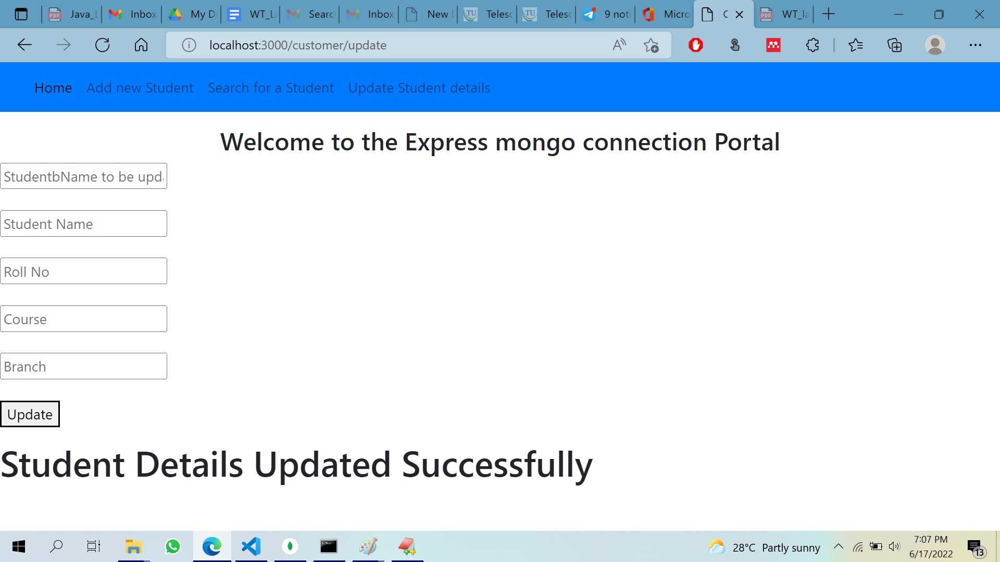 Java_L Inbox My Dr WT_L Searc Inbox New Telesc Telesc 9 noti Micro C WT_la
localhost:3000/customer/update
Home Add new Student Search for a Student Update Student details
Welcome to the Express mongo connection Portal
StudentbName to be upda
Student Name
Roll No
Course
Branch
Update
Student Details Updated Successfully
28°C Partly sunny
7:07 PM
6/17/2022
13